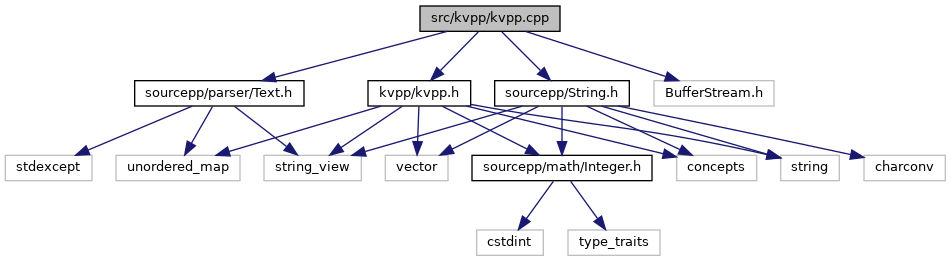 src/kvpp/kvpp.cpp
sourcepp/parser/Text.h
kvpp/kvpp.h
sourcepp/String.h
BufferStream.h
stdexcept
unordered_map
string_view
vector
sourcepp/math/Integer.h
concepts
string
charconv
cstdint
type_traits